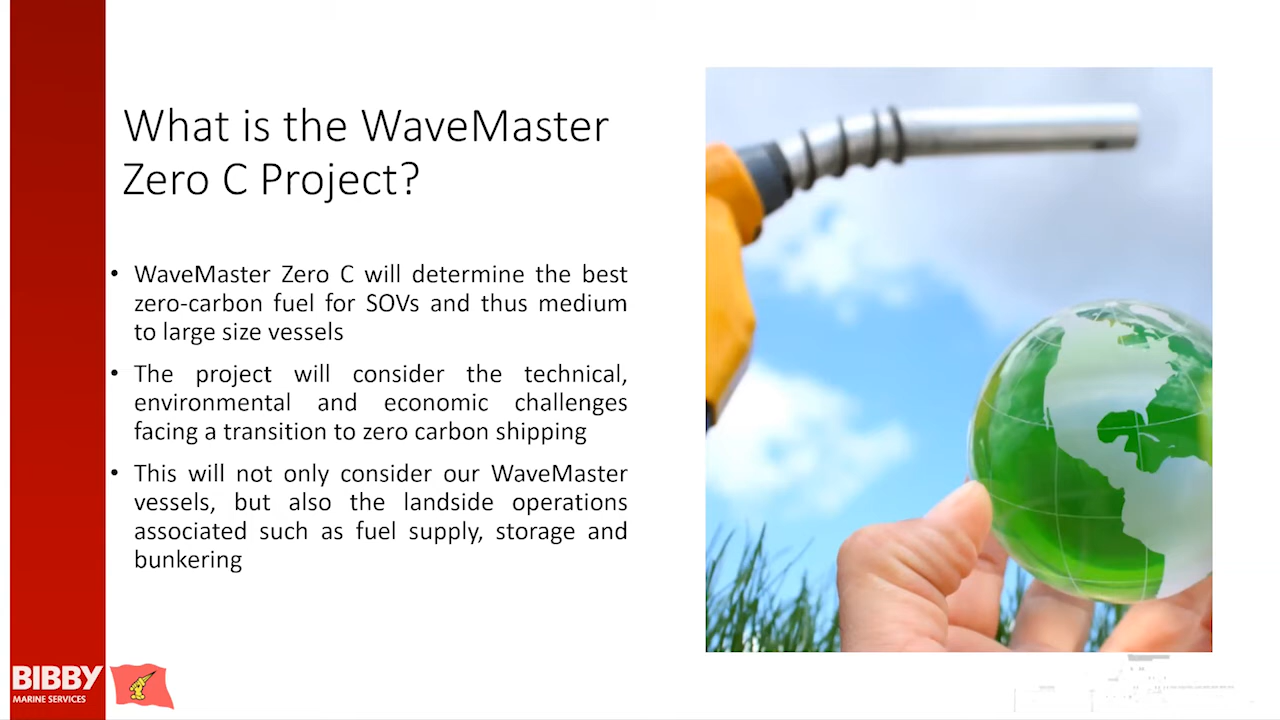 What is the WaveMaster
Zero C Project?
• WaveMaster Zero C will determine the best
zero-carbon fuel for SOVs and thus medium
to large size vessels
• The project will consider the technical,
environmental and economic challenges
facing a transition to zero carbon shipping
• This will not only consider our WaveMaster
vessels, but also the landside operations
associated such as fuel supply, storage and
bunkering
BIBBY
MARINE SERVICES